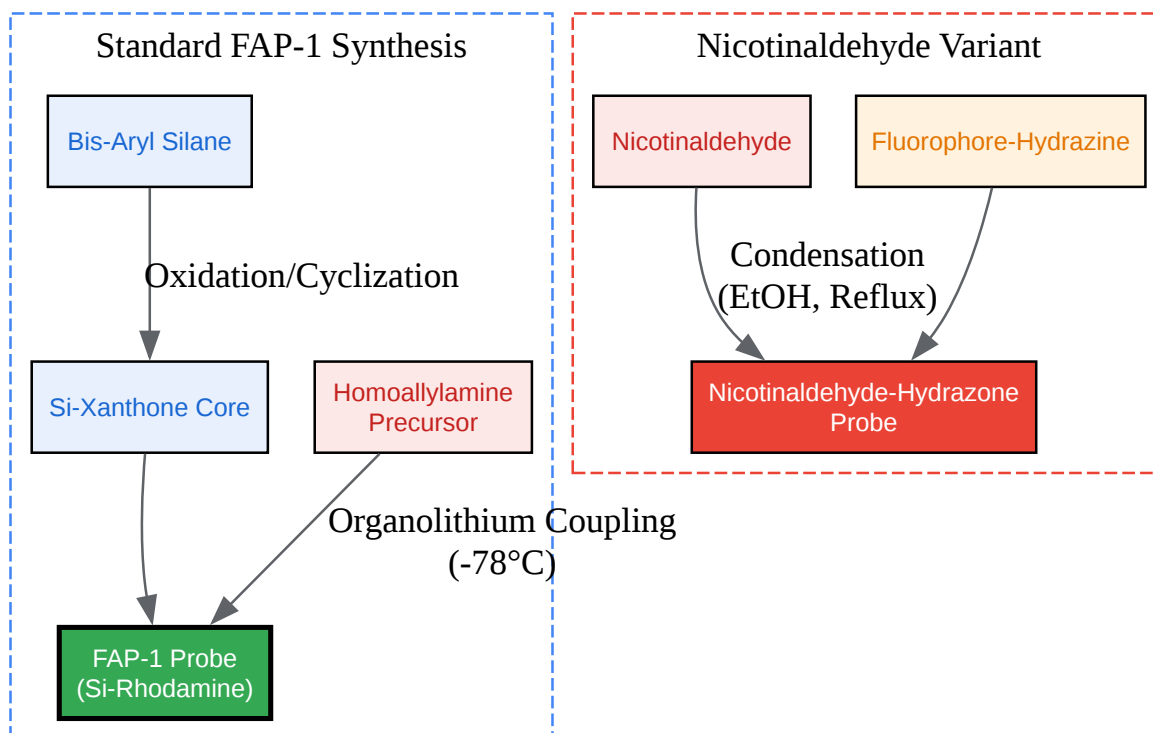 Standard FAP-1 Synthesis
Bis-Aryl Silane
Oxidation/Cyclization
Si-Xanthone Core
Homoallylamine
Precursor
Organolithium Coupling
(-78°C)
FAP-1 Probe
(Si-Rhodamine)
Nicotinaldehyde Variant
Nicotinaldehyde
Fluorophore-Hydrazine
Condensation
(EtOH, Reflux)
Nicotinaldehyde-Hydrazone
Probe